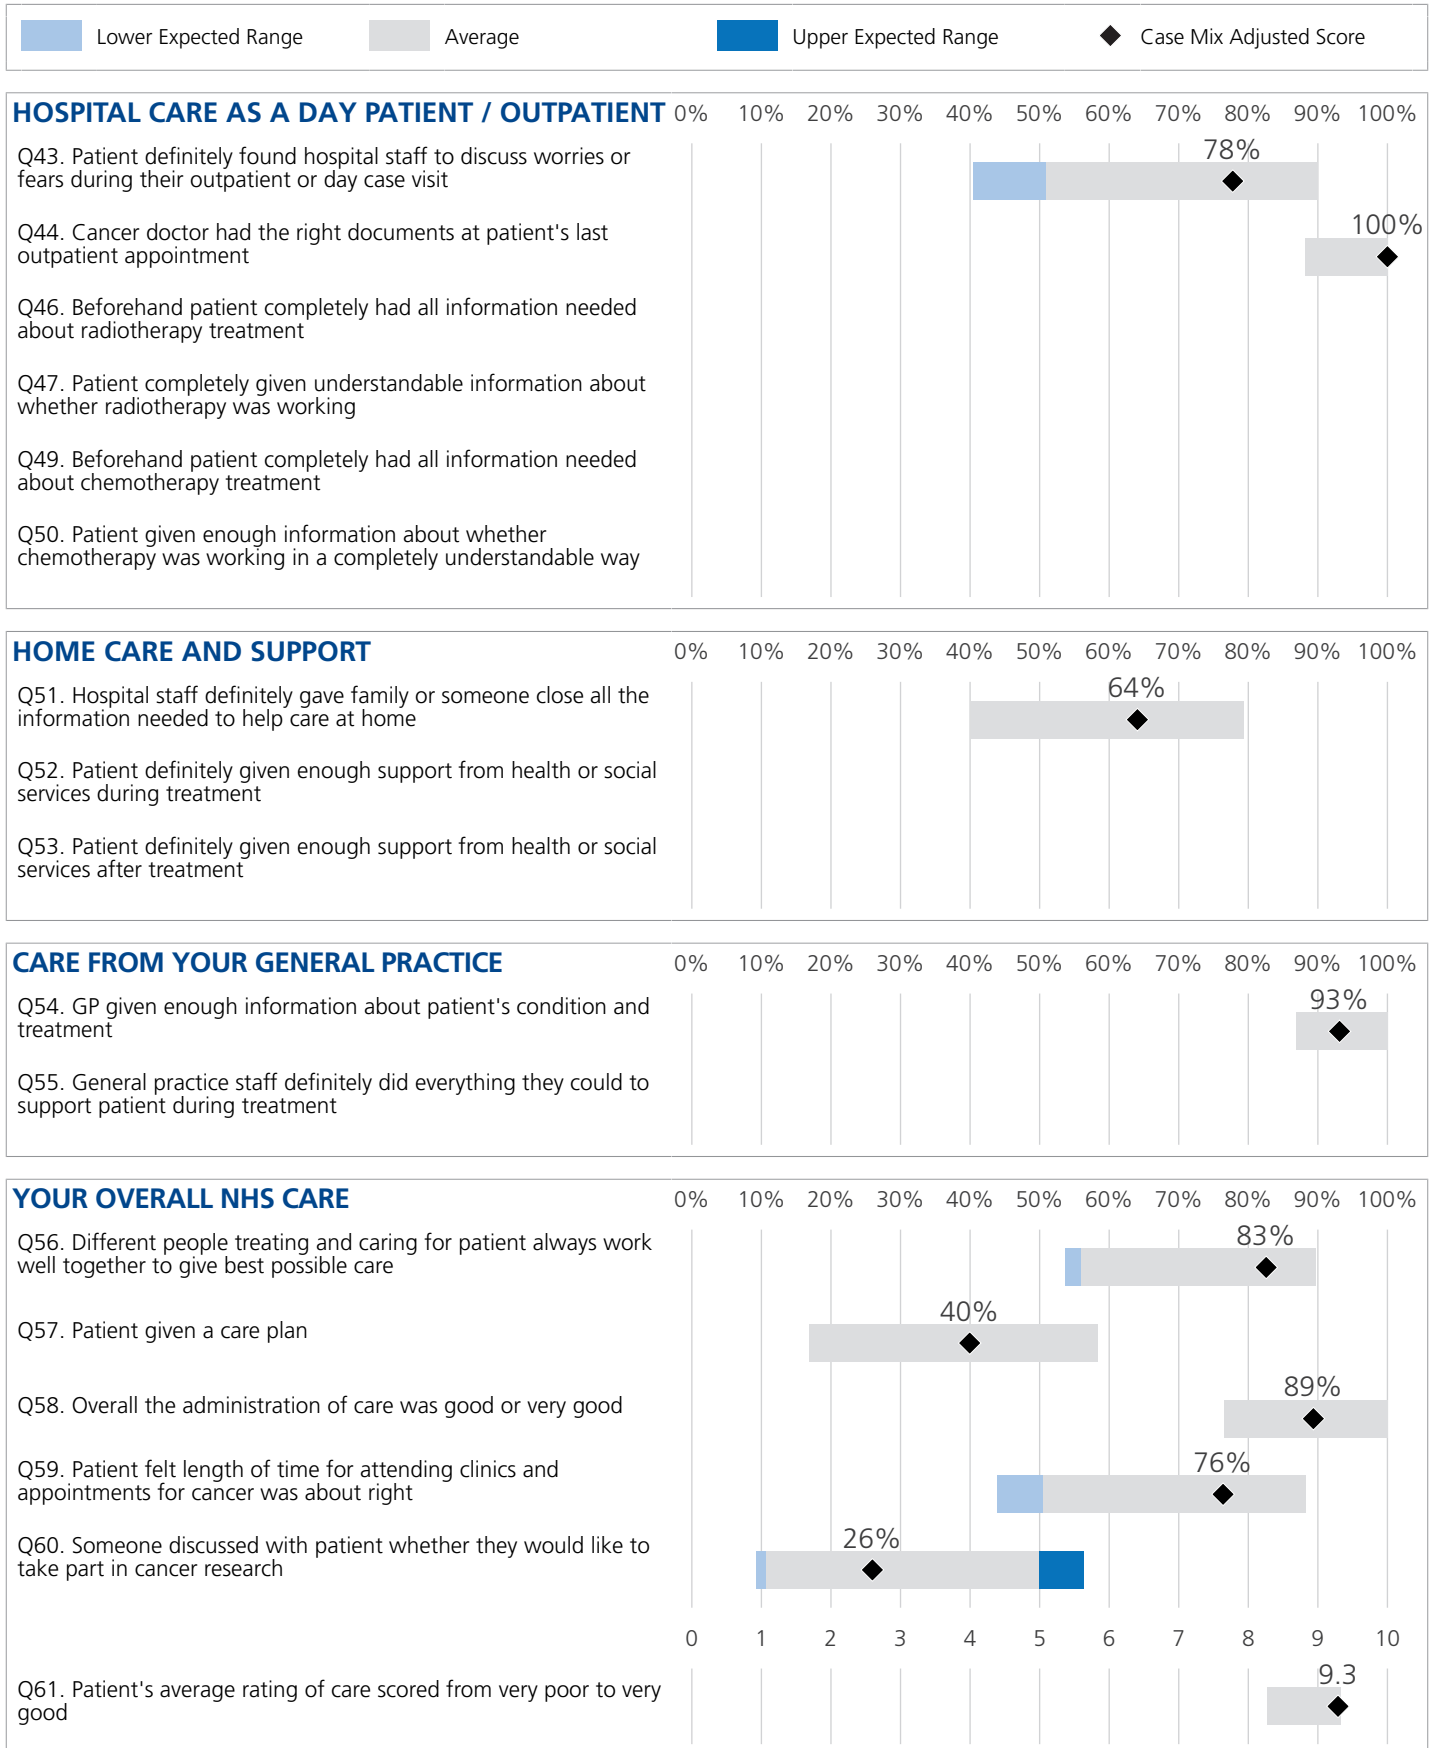 Lower Expected Range Average Upper Expected Range Case Mix Adjusted Score
HOSPITAL CARE AS A DAY PATIENT / OUTPATIENT 0% 10% 20% 30% 40% 50% 60% 70% 80% 90% 100%
Q43. Patient definitely found hospital staff to discuss worries or
fears during their outpatient or day case visit
78%
Q44. Cancer doctor had the right documents at patient's last
outpatient appointment
100%
Q46. Beforehand patient completely had all information needed
about radiotherapy treatment
Q47. Patient completely given understandable information about
whether radiotherapy was working
Q49. Beforehand patient completely had all information needed
about chemotherapy treatment
Q50. Patient given enough information about whether
chemotherapy was working in a completely understandable way
HOME CARE AND SUPPORT 0% 10% 20% 30% 40% 50% 60% 70% 80% 90% 100%
Q51. Hospital staff definitely gave family or someone close all the
information needed to help care at home
64%
Q52. Patient definitely given enough support from health or social
services during treatment
Q53. Patient definitely given enough support from health or social
services after treatment
CARE FROM YOUR GENERAL PRACTICE 0% 10% 20% 30% 40% 50% 60% 70% 80% 90% 100%
Q54. GP given enough information about patient's condition and
treatment
93%
Q55. General practice staff definitely did everything they could to
support patient during treatment
YOUR OVERALL NHS CARE 0% 10% 20% 30% 40% 50% 60% 70% 80% 90% 100%
Q56. Different people treating and caring for patient always work
well together to give best possible care
83%
Q57. Patient given a care plan
40%
Q58. Overall the administration of care was good or very good
89%
Q59. Patient felt length of time for attending clinics and
appointments for cancer was about right
76%
Q60. Someone discussed with patient whether they would like to
take part in cancer research
26%
0 1 2 3 4 5 6 7 8 9 10
Q61. Patient's average rating of care scored from very poor to very
good
9.3